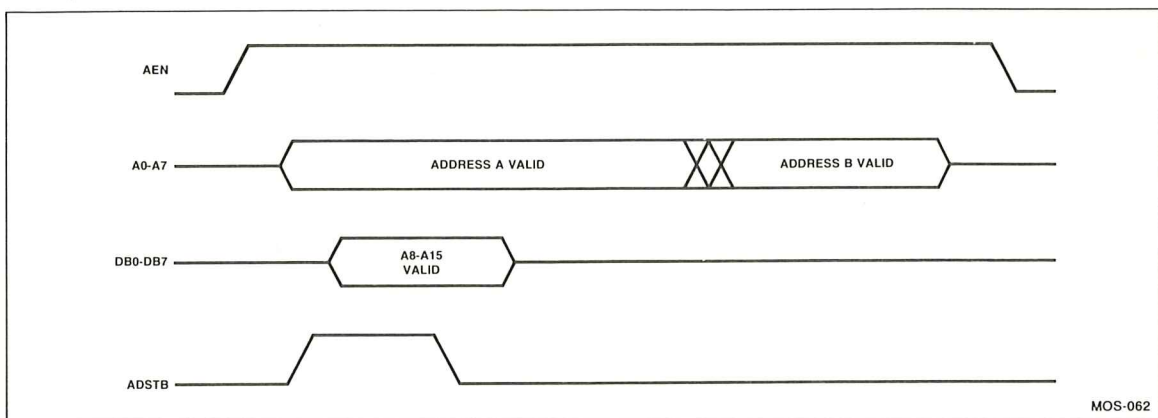 AEN
A0-A7
ADDRESS A VALID
ADDRESS B VALID
DB0-DB7
A8-A15
VALID
ADSTB
MOS-062